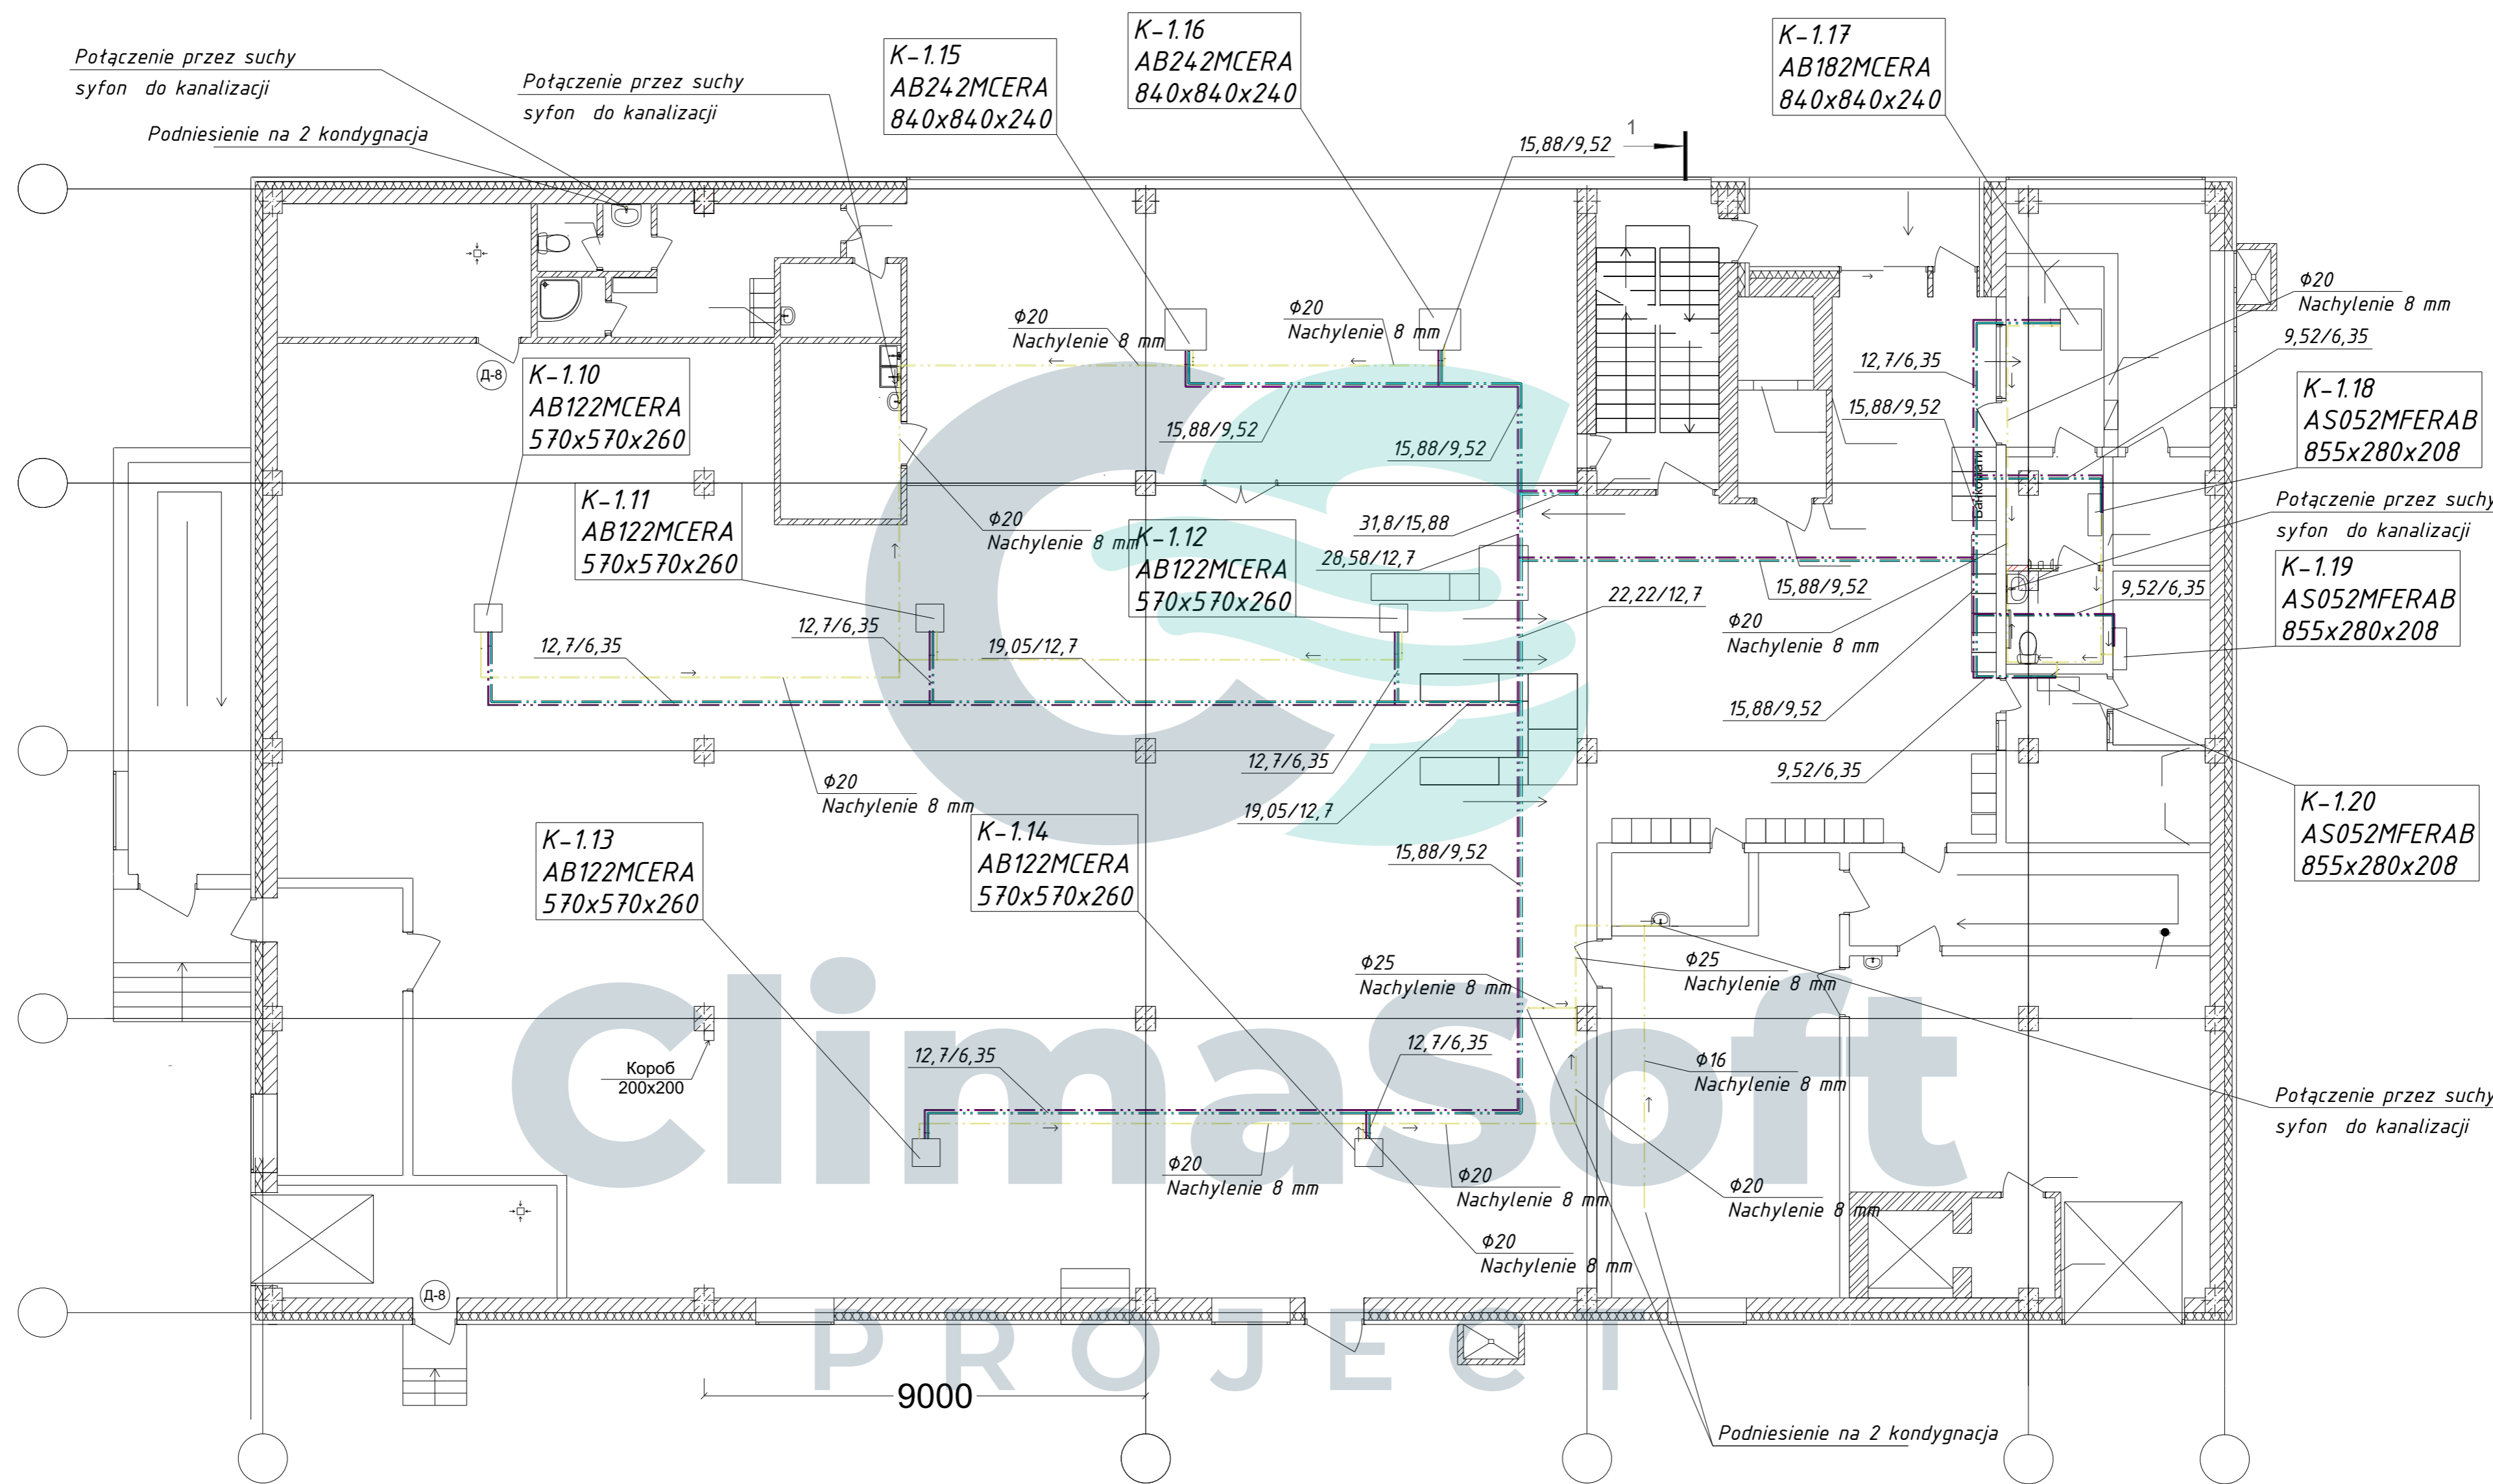 Połączenie przez suchy
syfon do kanalizacji
Podniesienie na 2 kondygnacja
Połączenie przez suchy
syfon do kanalizacji
K-1.15
AB242MCERA
840x840x240
K-1.16
AB242MCERA
840x840x240
15,88/9,52
1
K-1.17
AB182MCERA
840x840x240
Φ20
Nachylenie 8 mm
Φ20
Nachylenie 8 mm
Φ20
Nachylenie 8 mm
9,52/6,35
12,7/6,35
15,88/9,52
K-1.18
AS052MFERAB
855x280x208
Д-8
K-1.10
AB122MCERA
570x570x260
15,88/9,52
15,88/9,52
Банкомати
K-1.11
AB122MCERA
570x570x260
Φ20
Nachylenie 8 mm
K-1.12
AB122MCERA
570x570x260
31,8/15,88
28,58/12,7
22,22/12,7
15,88/9,52
Połączenie przez suchy
syfon do kanalizacji
K-1.19
AS052MFERAB
855x280x208
9,52/6,35
12,7/6,35
12,7/6,35
19,05/12,7
Φ20
Nachylenie 8 mm
15,88/9,52
12,7/6,35
9,52/6,35
Φ20
Nachylenie 8 mm
19,05/12,7
K-1.20
AS052MFERAB
855x280x208
K-1.13
AB122MCERA
570x570x260
K-1.14
AB122MCERA
570x570x260
15,88/9,52
Φ25
Nachylenie 8 mm
Φ25
Nachylenie 8 mm
ClimaSoft
Короб
200x200
12,7/6,35
12,7/6,35
Φ16
Nachylenie 8 mm
Połączenie przez suchy
syfon do kanalizacji
Φ20
Nachylenie 8 mm
Φ20
Nachylenie 8 mm
Φ20
Nachylenie 8 mm
Φ20
Nachylenie 8 mm
Д-8
PROJECT
9000
Podniesienie na 2 kondygnacja